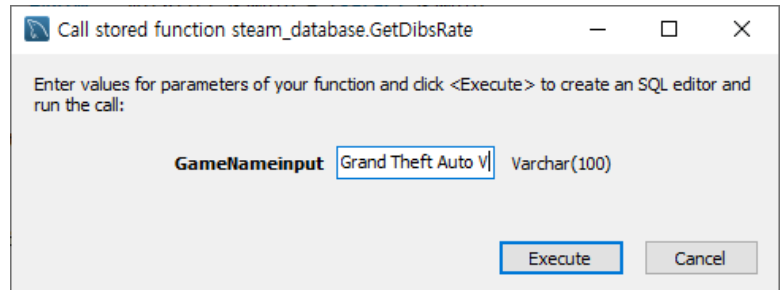 Call stored function steam_database.GetDibsRate
Enter values for parameters of your function and click <Execute> to create an SQL editor and
run the call:
GameNameinput Grand Theft Auto V Varchar(100)
Execute Cancel